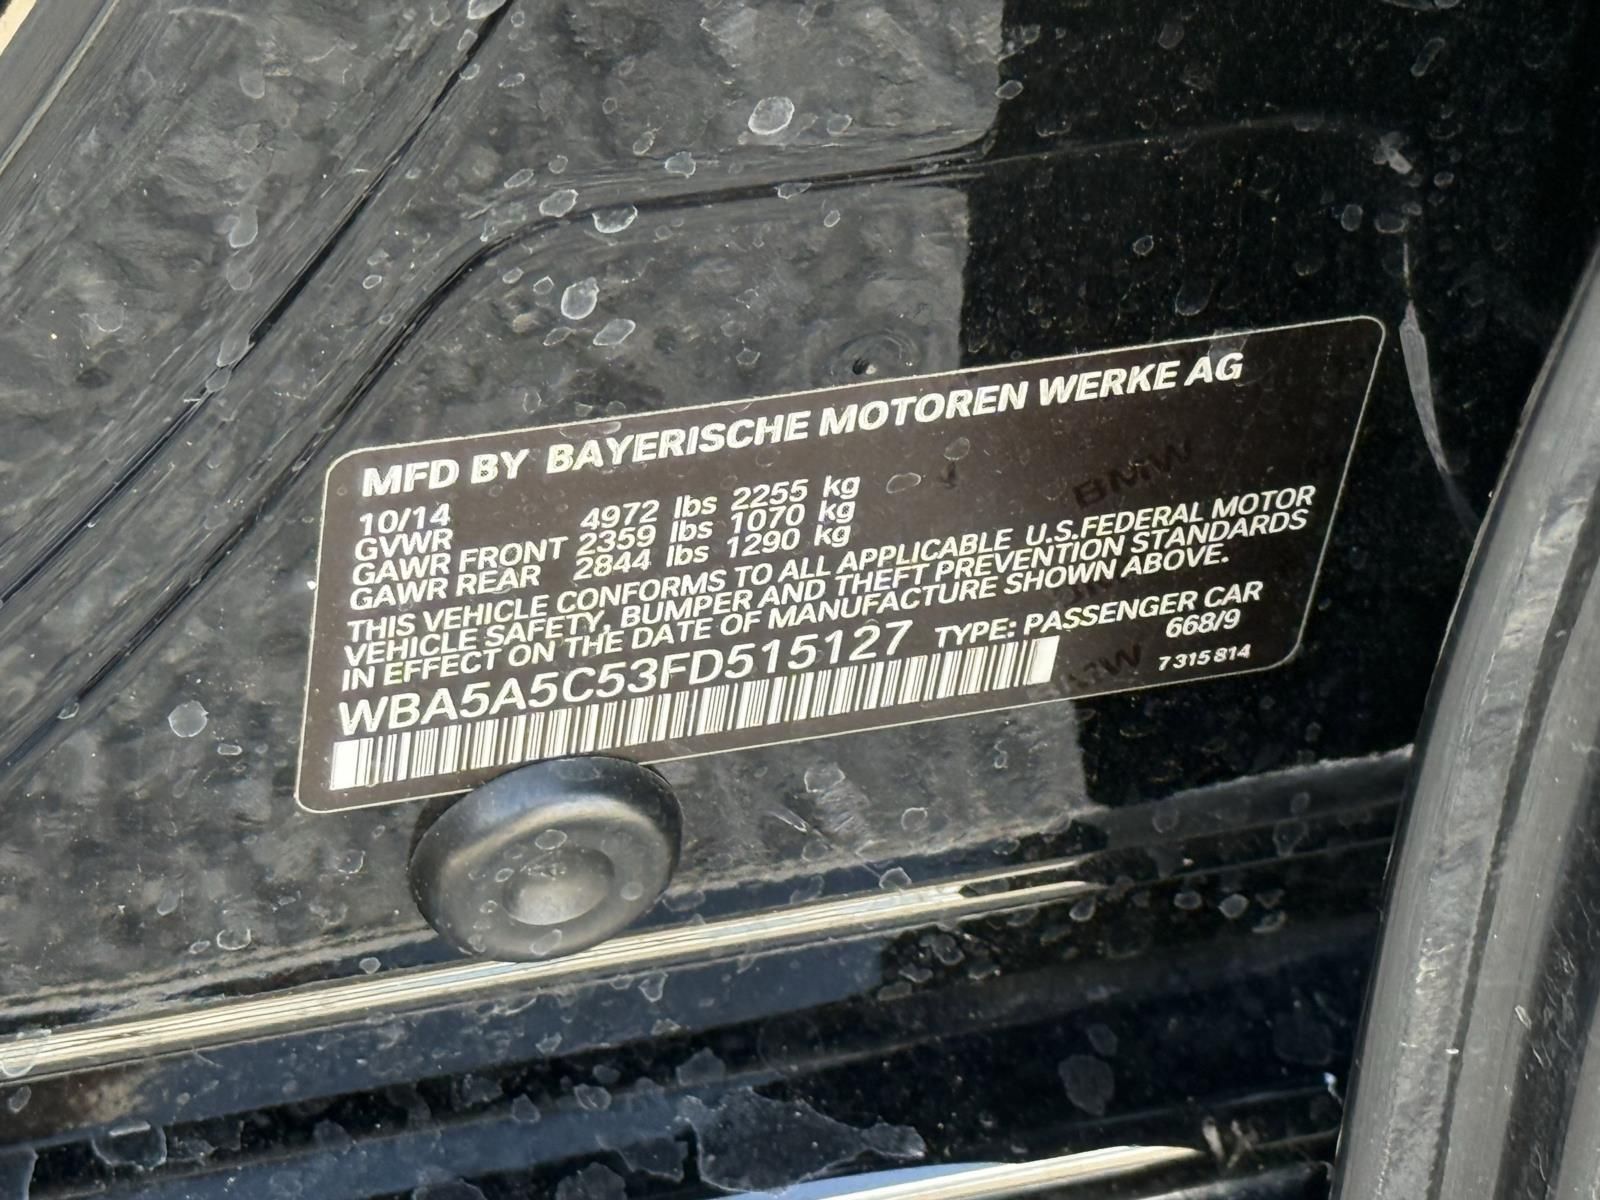 MFD BY BAYERISCHE MOTOREN WERKE AG
10/14
GVWR 4972 lbs 2255 kg
GAWR FRONT 2359 lbs 1070 kg
GAWR REAR 2844 lbs 1290 kg
THIS VEHICLE CONFORMS TO ALL APPLICABLE U.S.FEDERAL MOTOR
VEHICLE SAFETY, BUMPER AND THEFT PREVENTION STANDARDS
IN EFFECT ON THE DATE OF MANUFACTURE SHOWN ABOVE.
WBA5A5C53FD515127 TYPE: PASSENGER CAR
668/9
7 315 814
BMW
BMW